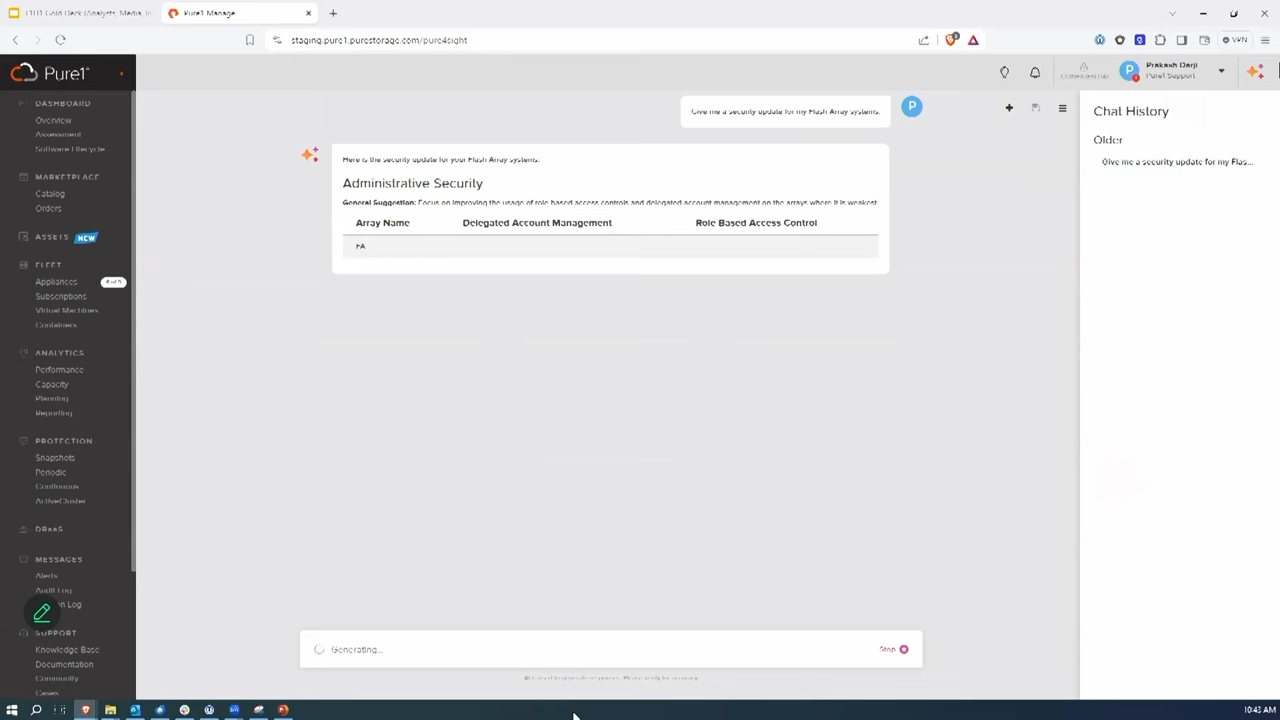 Pure1 Manage
staging.pure1.purestorage.com/pure4sight
VPN
Pure1®
CONFIDENTIAL
P
Prakash Darji
Pure1 Support
DASHBOARD
Overview
Assessment
Software Lifecycle
MARKETPLACE
Catalog
Orders
ASSETS NEW
FLEET
Appliances
Subscriptions
Virtual Machines
Containers
ANALYTICS
Performance
Capacity
Planning
Reporting
PROTECTION
Snapshots
Periodic
Continuous
ActiveCluster
DRaaS
MESSAGES
Alerts
Audit Log
n Log
SUPPORT
Knowledge Base
Documentation
Community
Cases
Give me a security update for my Flash Array systems.
P
Here is the security update for your Flash Array systems.
Administrative Security
General Suggestion: Focus on improving the usage of role based access controls and delegated account management on the arrays where it is weakest
Array Name Delegated Account Management Role Based Access Control
FA
Generating...
Stop
Chat History
Older
Give me a security update for my Flas...
10:43 AM